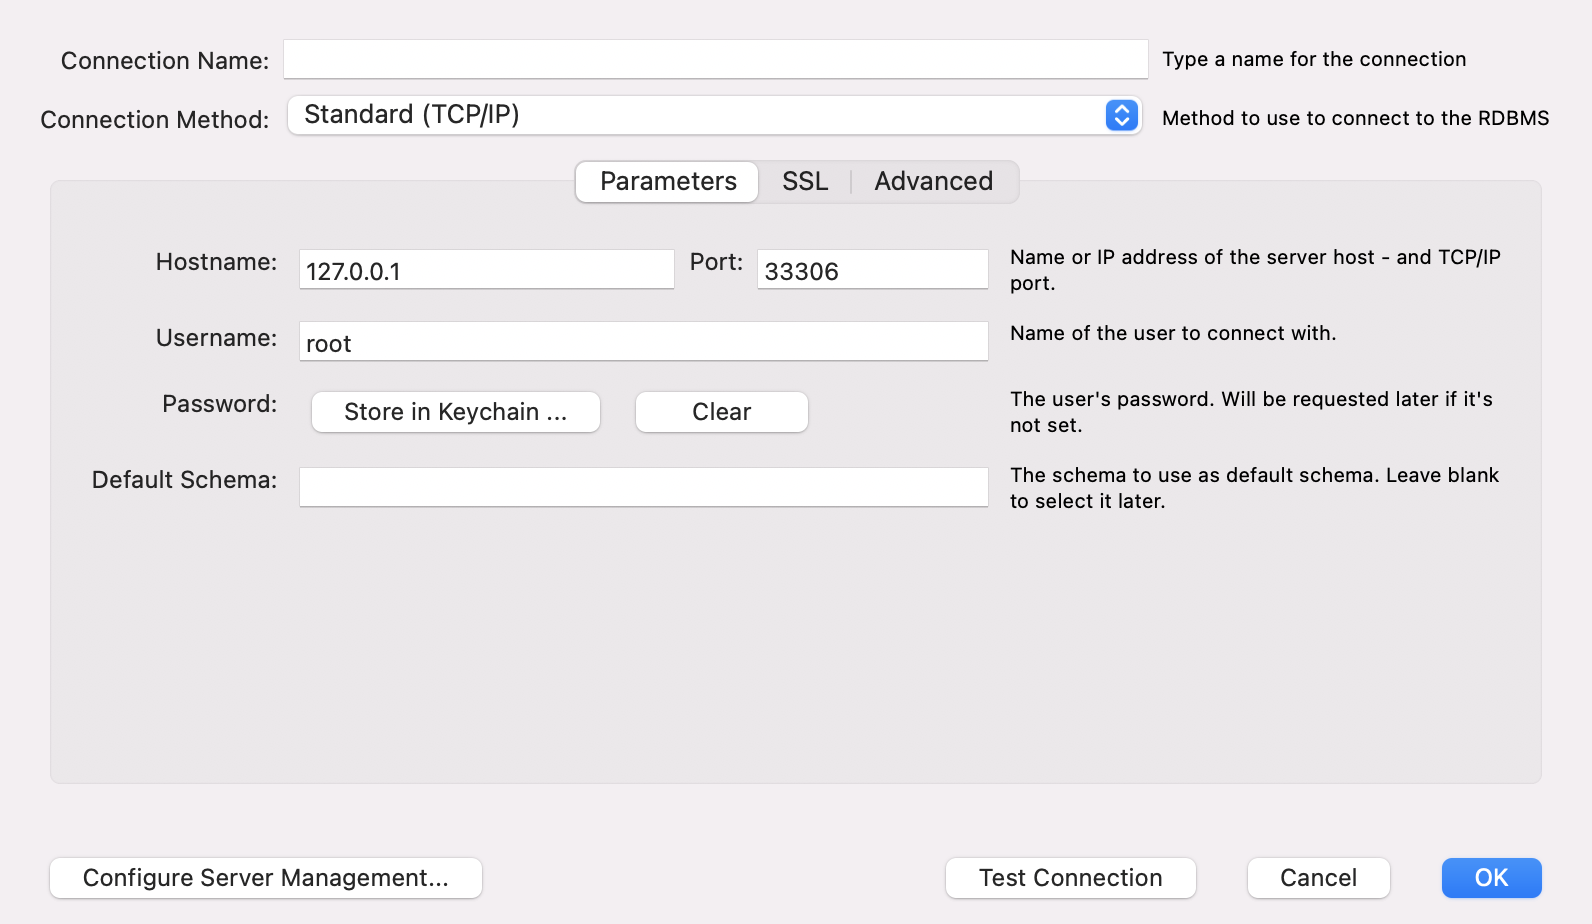 Connection Name:
Type a name for the connection
Connection Method: Standard (TCP/IP)
Method to use to connect to the RDBMS
Parameters SSL Advanced
Hostname: 127.0.0.1 Port: 33306
Name or IP address of the server host - and TCP/IP
port.
Username: root
Name of the user to connect with.
Password: Store in Keychain ... Clear
The user's password. Will be requested later if it's
not set.
Default Schema:
The schema to use as default schema. Leave blank
to select it later.
Configure Server Management... Test Connection Cancel OK